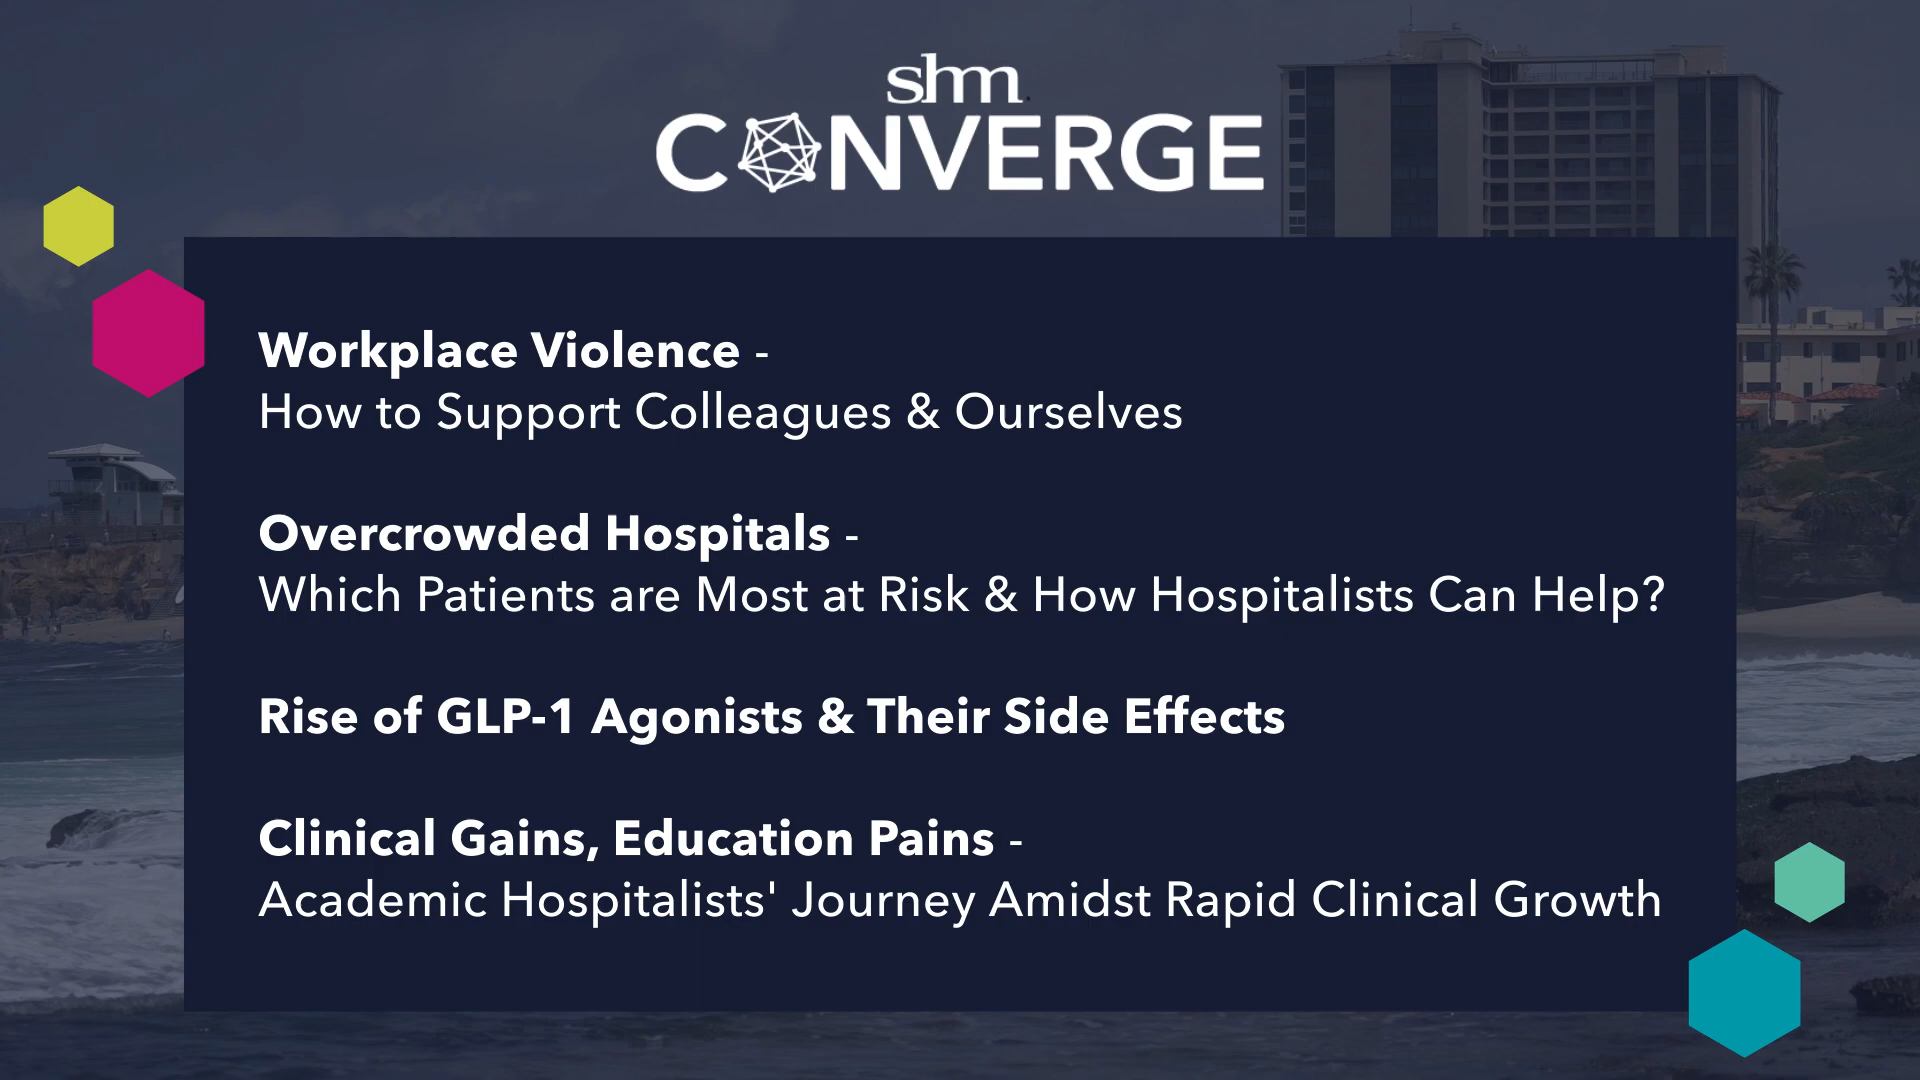 shm.
CONVERGE
Workplace Violence -
How to Support Colleagues & Ourselves
Overcrowded Hospitals -
Which Patients are Most at Risk & How Hospitalists Can Help?
Rise of GLP-1 Agonists & Their Side Effects
Clinical Gains, Education Pains -
Academic Hospitalists' Journey Amidst Rapid Clinical Growth